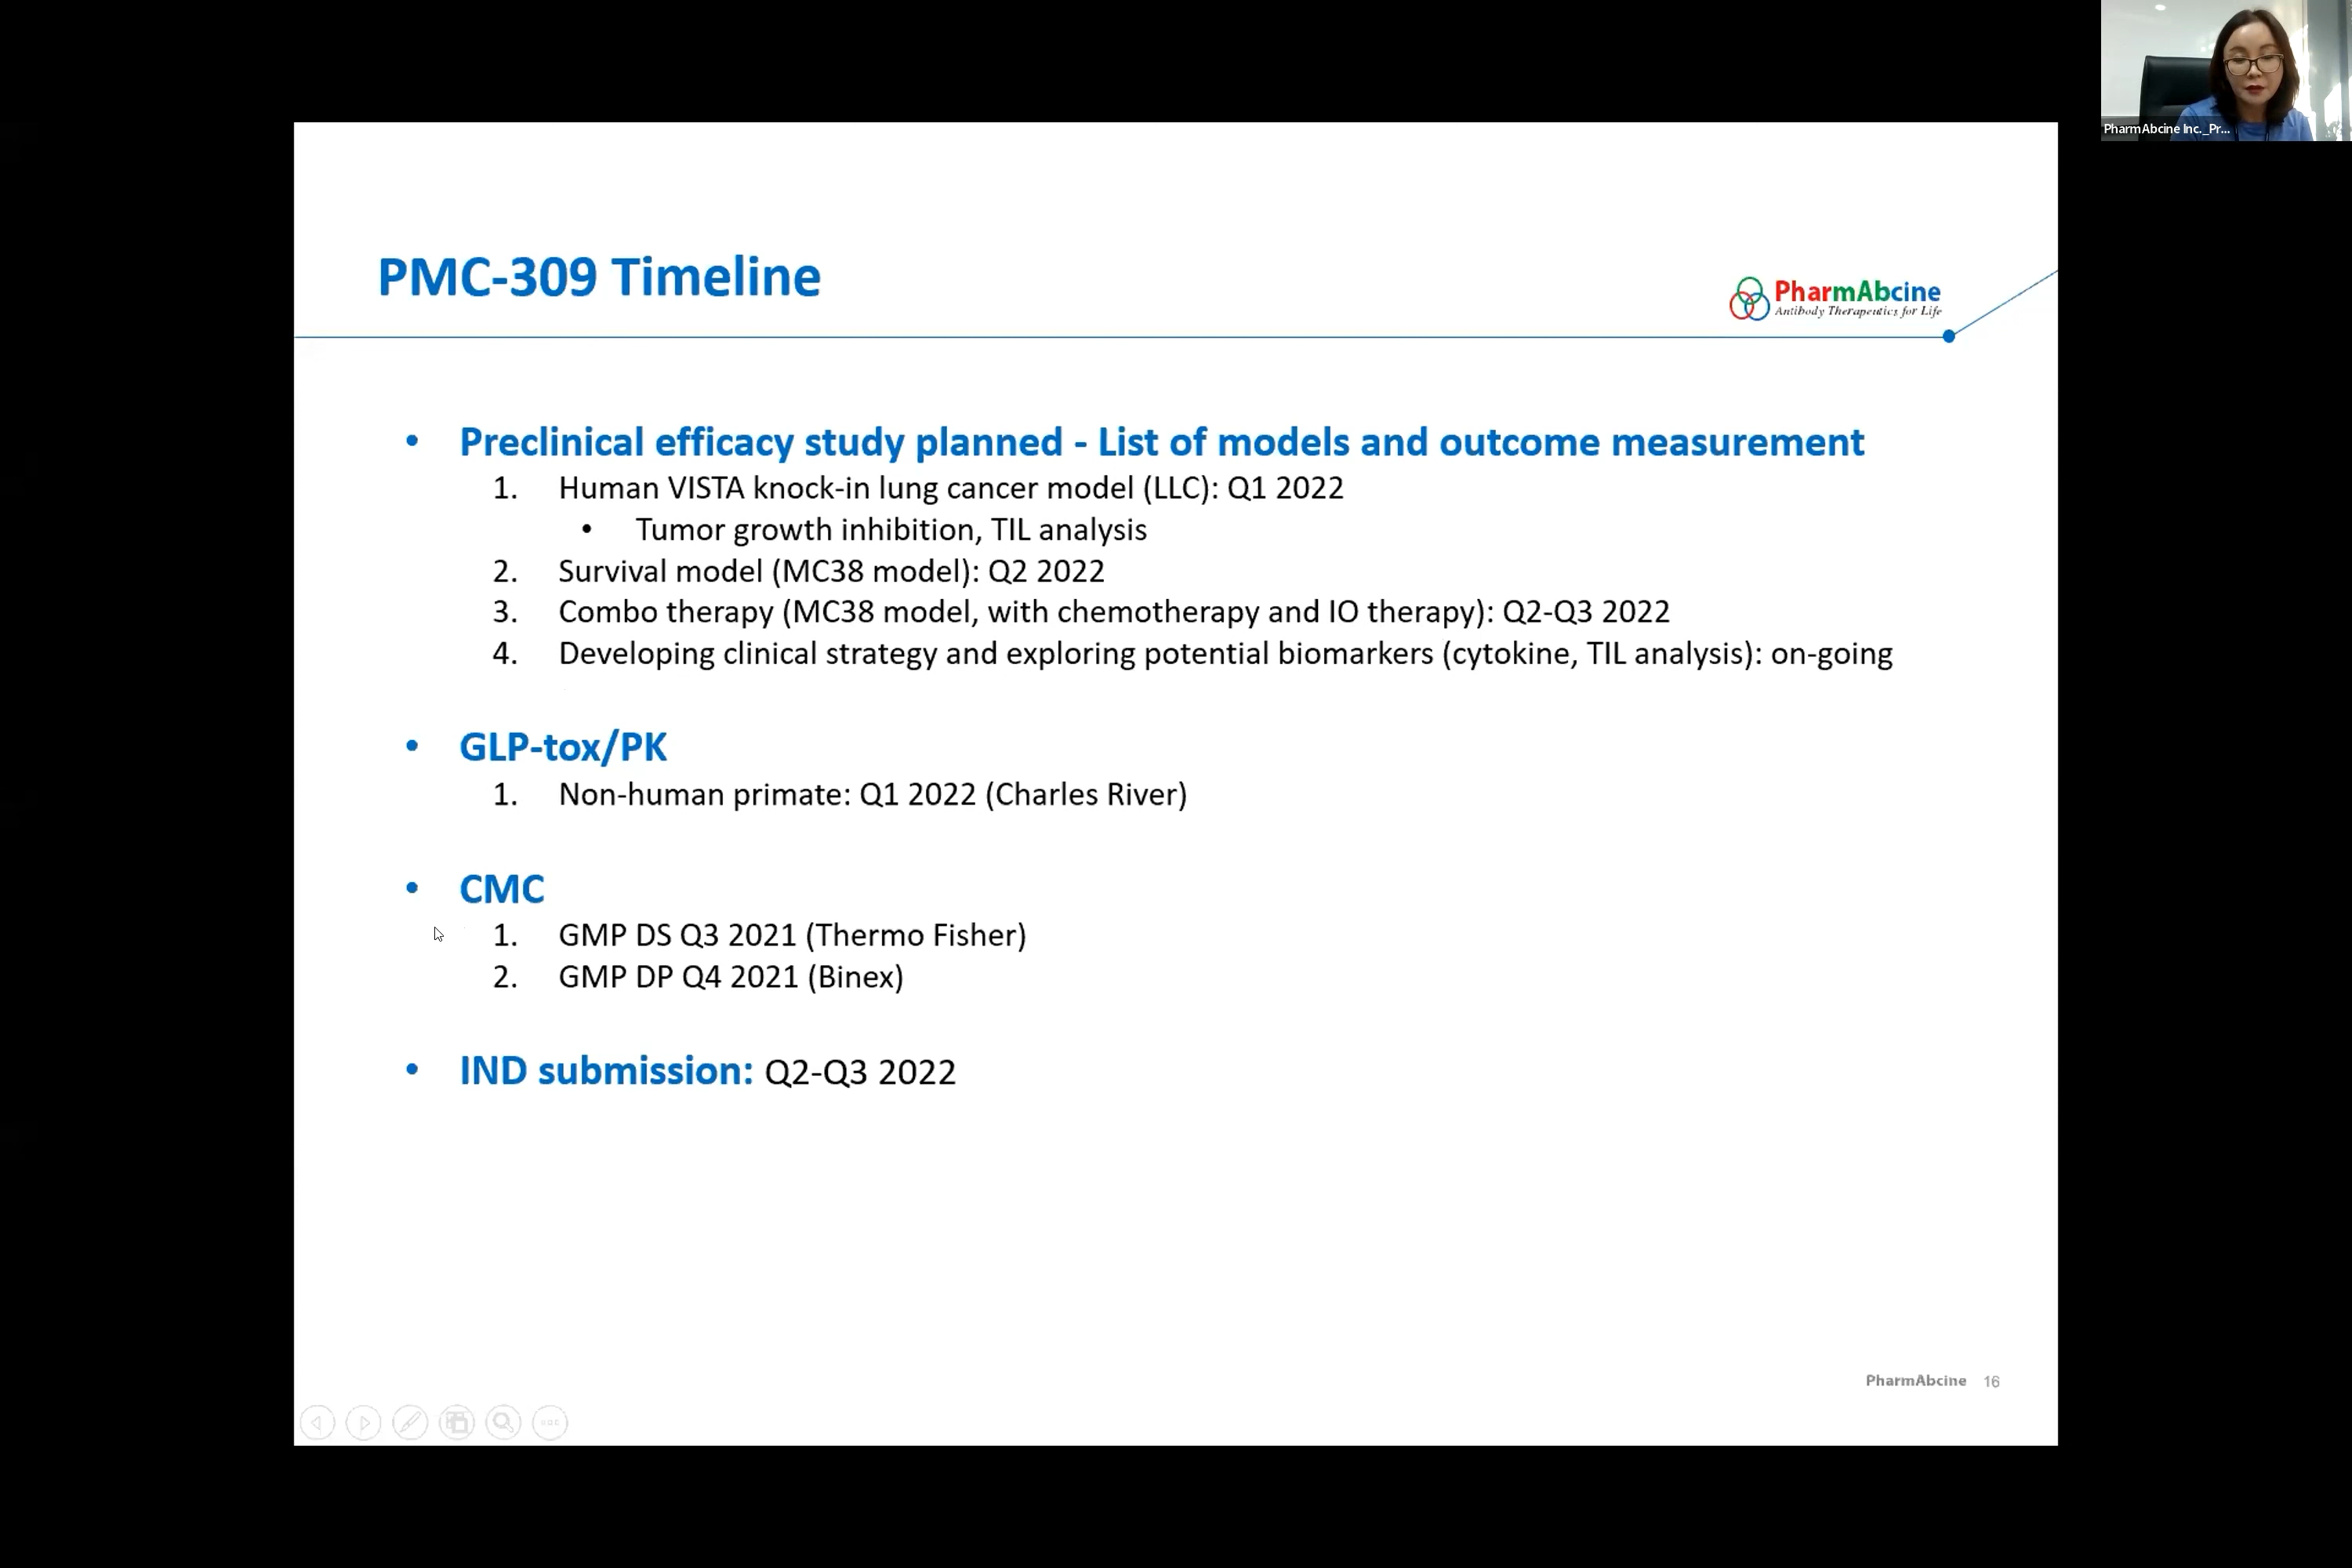 PharmAbcine Inc._Pr...
PMC-309 Timeline
PharmAbcine
Antibody Therapeutics for Life
• Preclinical efficacy study planned - List of models and outcome measurement
1. Human VISTA knock-in lung cancer model (LLC): Q1 2022
• Tumor growth inhibition, TIL analysis
2. Survival model (MC38 model): Q2 2022
3. Combo therapy (MC38 model, with chemotherapy and IO therapy): Q2-Q3 2022
4. Developing clinical strategy and exploring potential biomarkers (cytokine, TIL analysis): on-going
• GLP-tox/PK
1. Non-human primate: Q1 2022 (Charles River)
• CMC
1. GMP DS Q3 2021 (Thermo Fisher)
2. GMP DP Q4 2021 (Binex)
• IND submission: Q2-Q3 2022
PharmAbcine 16